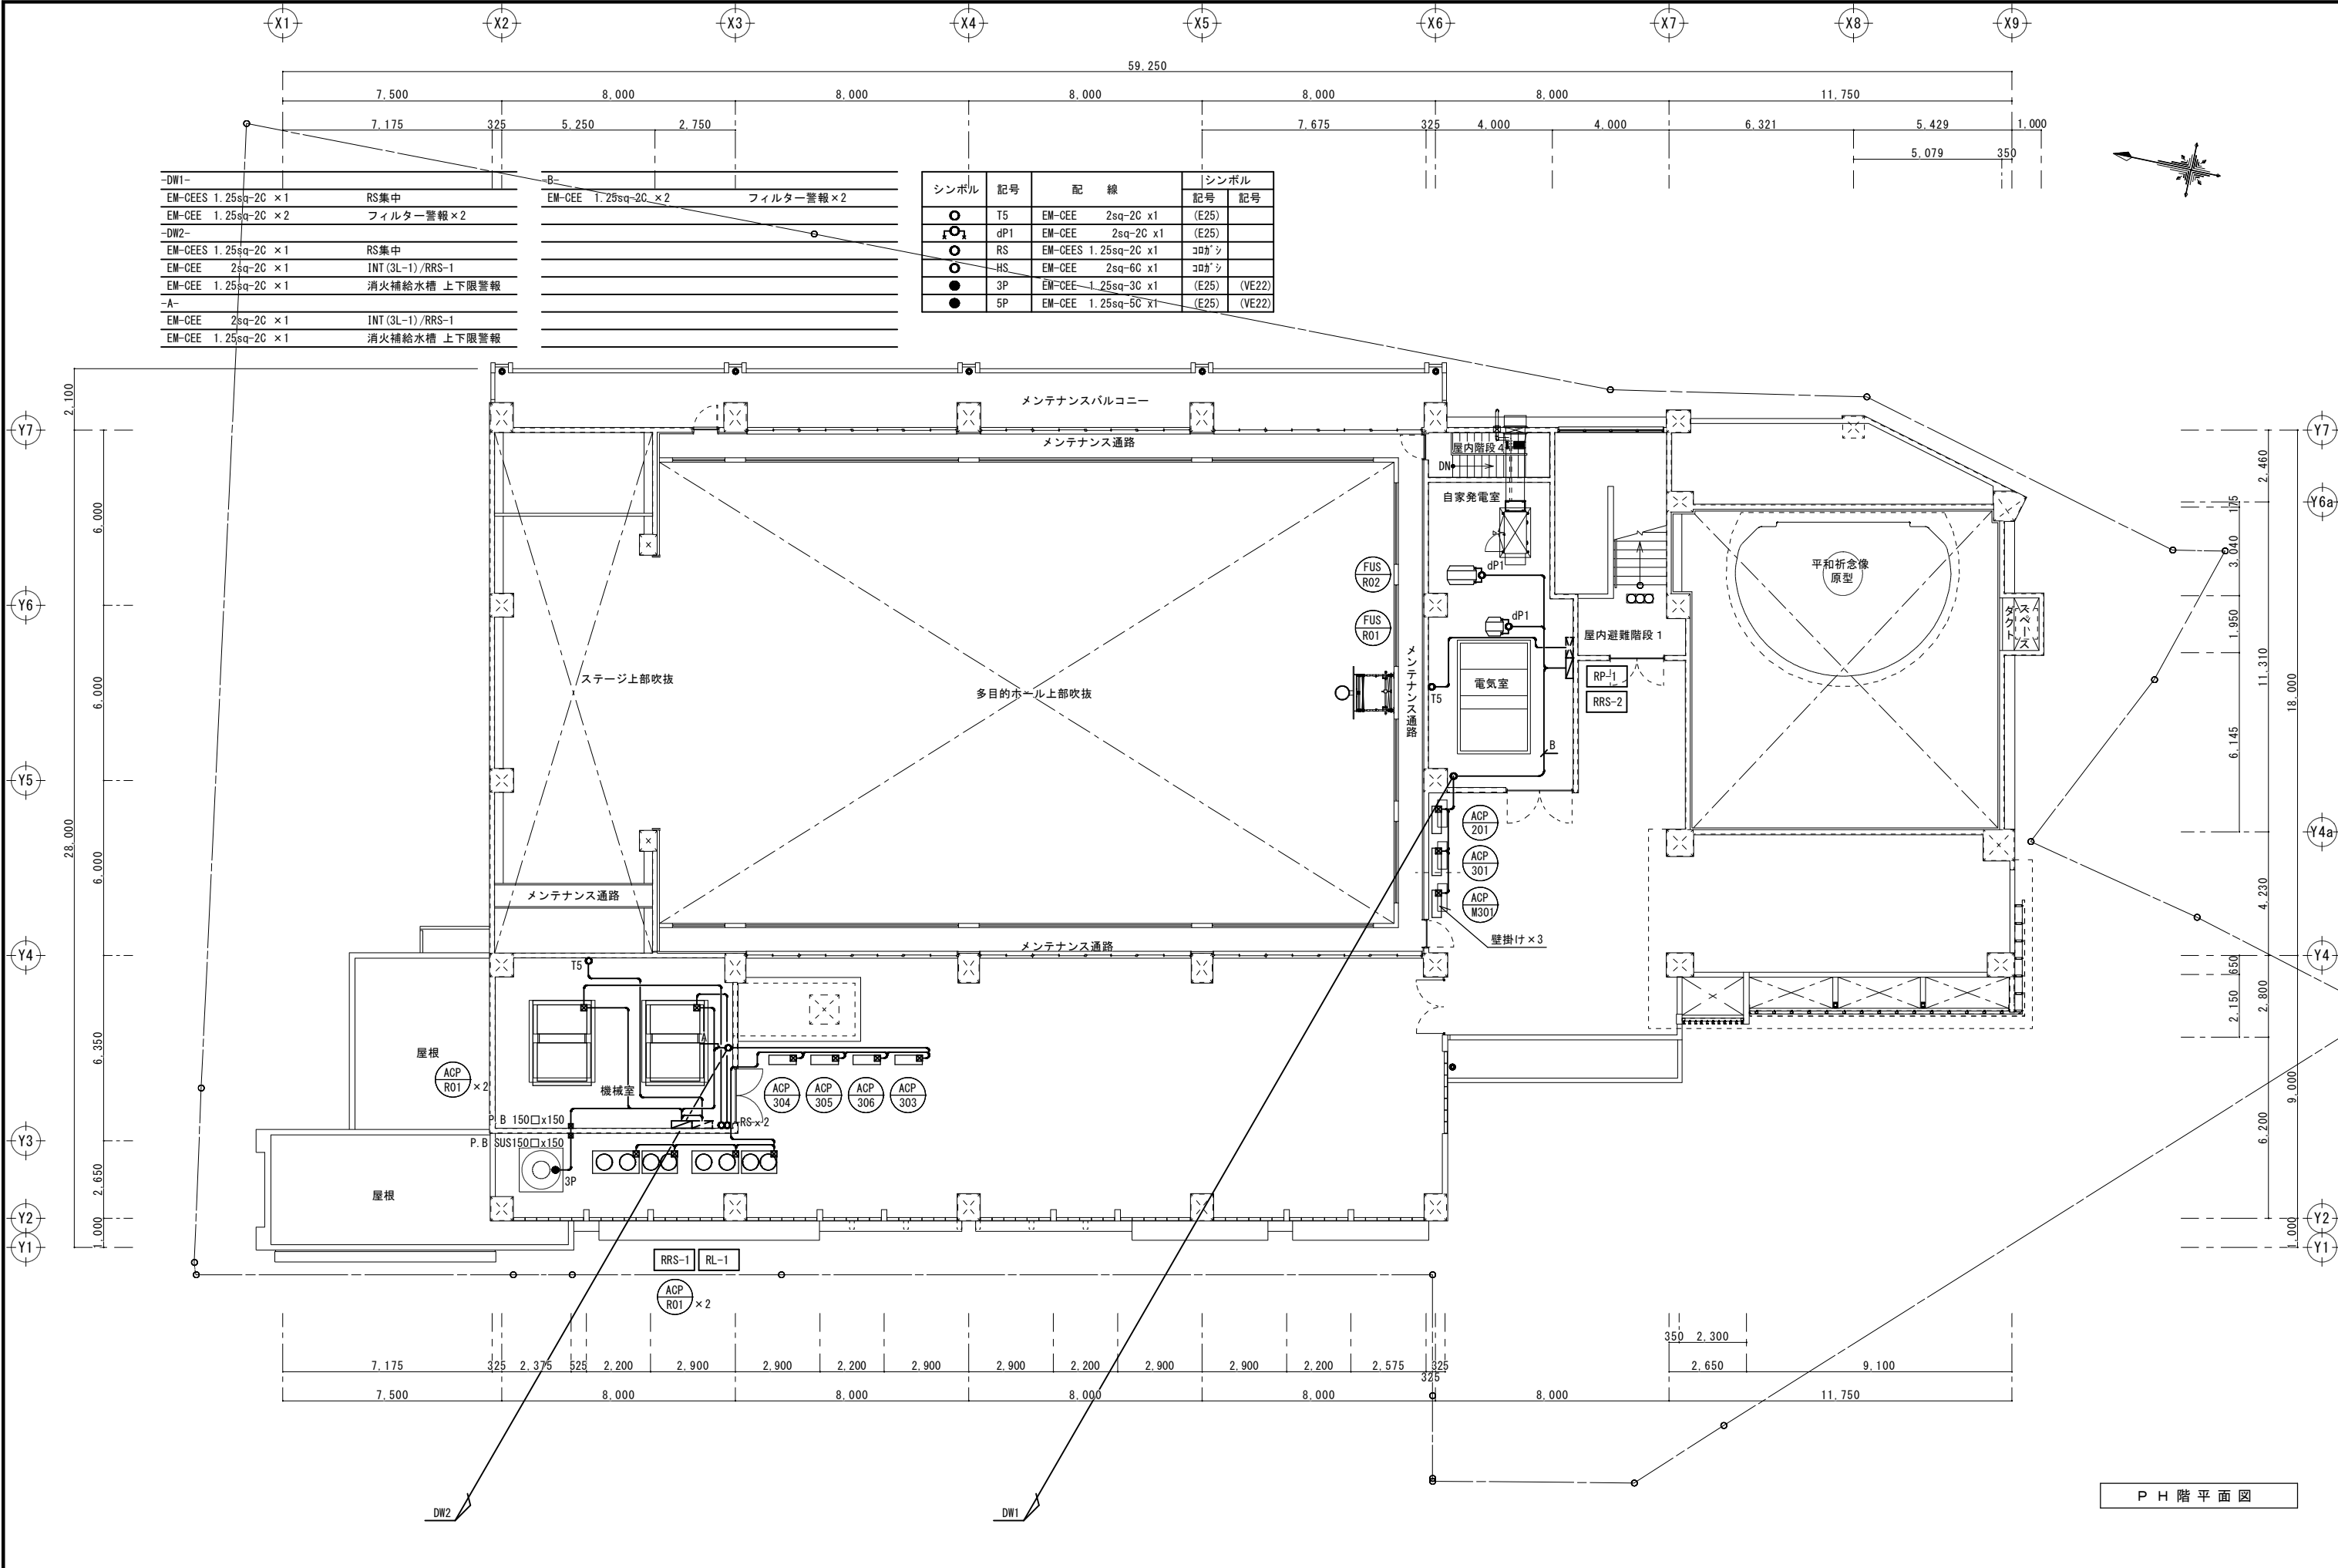 X1 X2 X3 X4 X5 X6 X7 X8 X9
59,250
7,500 8,000 8,000 8,000 8,000 8,000 11,750
7,175 325 5,250 2,750 7,675 325 4,000 4,000 6,321 5,429 1,000
5,079 350
-DW1-
EM-CEES 1.25sq-2C ×1 RS集中
EM-CEE 1.25sq-2C ×2 フィルター警報×2
-DW2-
EM-CEES 1.25sq-2C ×1 RS集中
EM-CEE 2sq-2C ×1 INT(3L-1)/RRS-1
EM-CEE 1.25sq-2C ×1 消火補給水槽 上下限警報
-A-
EM-CEE 2sq-2C ×1 INT(3L-1)/RRS-1
EM-CEE 1.25sq-2C ×1 消火補給水槽 上下限警報
-B-
EM-CEE 1.25sq-2C ×2 フィルター警報×2
シンボル 記号 配 線 シンボル
記号 記号
T5 EM-CEE 2sq-2C x1 (E25)
dP1 EM-CEE 2sq-2C x1 (E25)
RS EM-CEES 1.25sq-2C x1 コロガシ
HS EM-CEE 2sq-6C x1 コロガシ
3P EM-CEE 1.25sq-3C x1 (E25) (VE22)
5P EM-CEE 1.25sq-5C x1 (E25) (VE22)
2,100
Y7
6,000
Y6
6,000
Y5
28,000
6,000
Y4
6,350
Y3
2,650
Y2
1,000
Y1
メンテナンスバルコニー
メンテナンス通路
屋内階段4
DN
自家発電室
dP1
FUS
R02
FUS
R01
dP1
屋内避難階段1
平和祈念像
原型
ダクト
スペース
ステージ上部吹抜
多目的ホール上部吹抜
メンテナンス通路
T5
電気室
RP-1
RRS-2
B
ACP
201
ACP
301
ACP
M301
壁掛け×3
メンテナンス通路
メンテナンス通路
T5
A
屋根
ACP
R01 ×2
機械室
ACP
304
ACP
305
ACP
306
ACP
303
P.B 150□x150
RS×2
P.B SUS150□x150
3P
屋根
RRS-1 RL-1
ACP
R01 ×2
Y7
2,460
Y6a
175
3,040
1,950
11,310
18,000
6,145
Y4a
4,230
Y4
650
2,150
2,800
9,000
6,200
Y2
1,000
Y1
350 2,300
7,175 325 2,375 525 2,200 2,900 2,900 2,200 2,900 2,900 2,200 2,900 2,900 2,200 2,575 325 2,650 9,100
325
7,500 8,000 8,000 8,000 8,000 8,000 11,750
DW2
DW1
PH階平面図